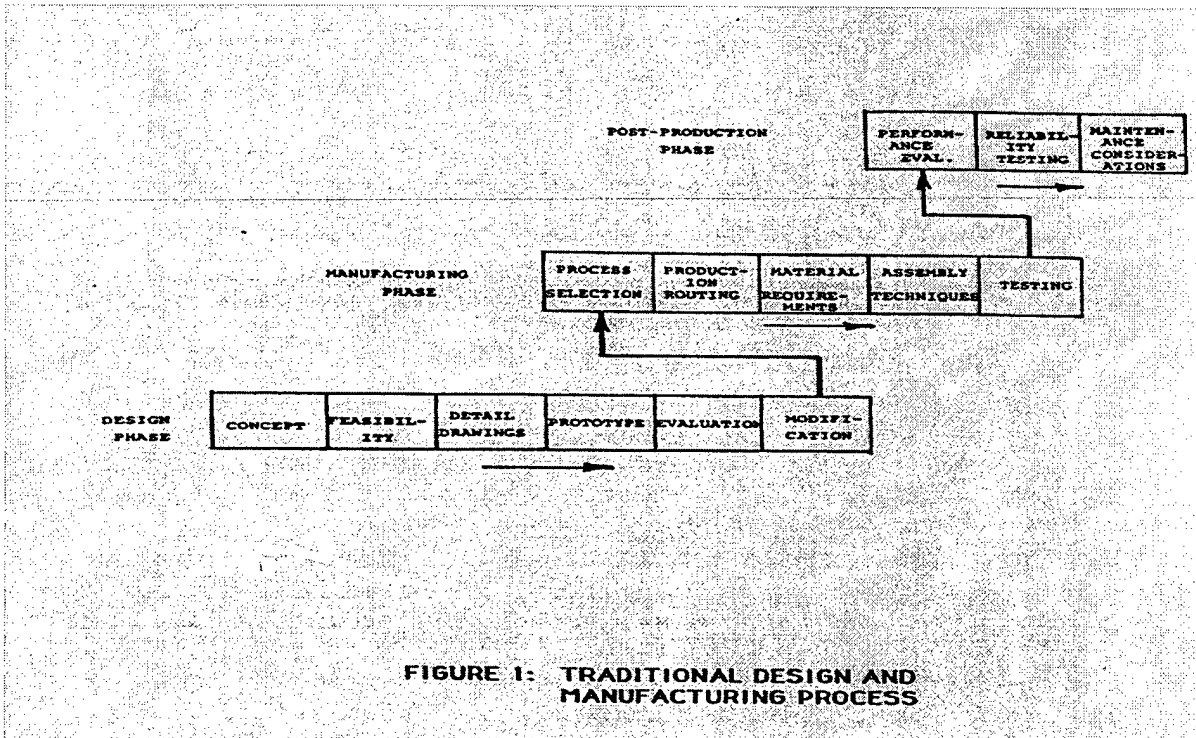 POST-PRODUCTION
PHASE
PERFORM-
ANCE
EVAL.
RELIABIL-
ITY
TESTING
MAINTEN-
ANCE
CONSIDER-
ATIONS
MANUFACTURING
PHASE
PROCESS
SELECTION
PRODUCT-
ION
ROUTING
MATERIAL
REQUIRE-
MENTS
ASSEMBLY
TECHNIQUES
TESTING
DESIGN
PHASE
CONCEPT
FEASIBIL-
ITY
DETAIL
DRAWINGS
PROTOTYPE
EVALUATION
MODIFI-
CATION
FIGURE 1: TRADITIONAL DESIGN AND
MANUFACTURING PROCESS